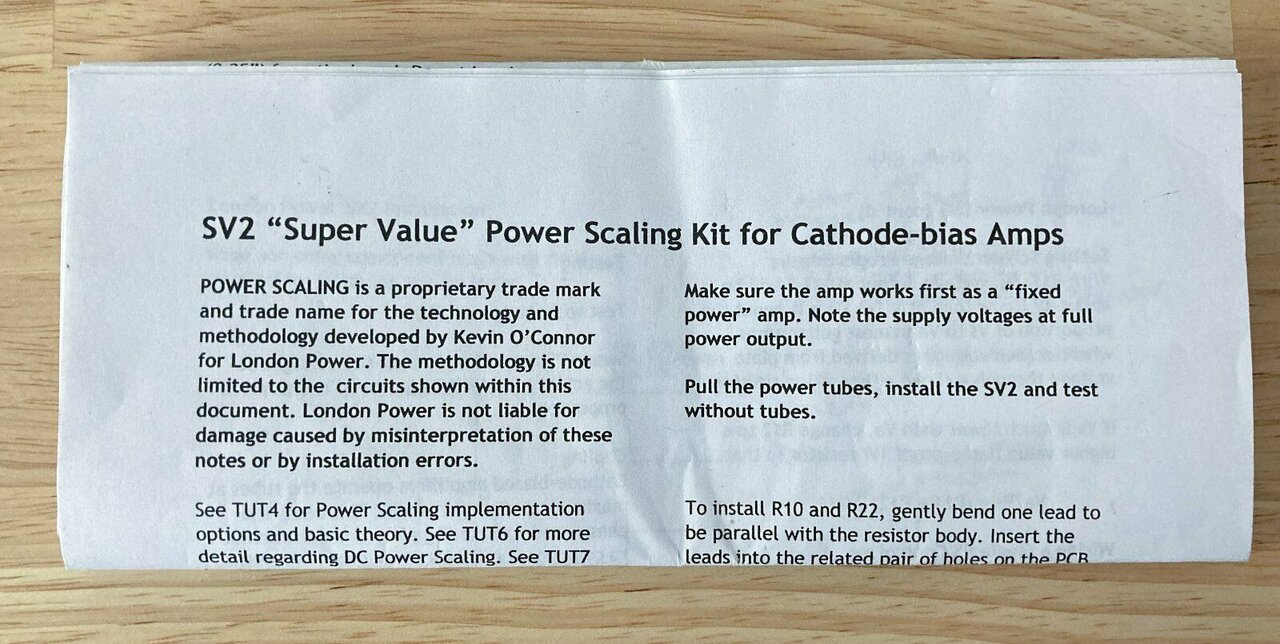 SV2 “Super Value” Power Scaling Kit for Cathode-bias Amps
POWER SCALING is a proprietary trade mark
and trade name for the technology and
methodology developed by Kevin O’Connor
for London Power. The methodology is not
limited to the circuits shown within this
document. London Power is not liable for
damage caused by misinterpretation of these
notes or by installation errors.
See TUT4 for Power Scaling implementation
options and basic theory. See TUT6 for more
detail regarding DC Power Scaling. See TUT7
Make sure the amp works first as a “fixed
power” amp. Note the supply voltages at full
power output.
Pull the power tubes, install the SV2 and test
without tubes.
To install R10 and R22, gently bend one lead to
be parallel with the resistor body. Insert the
leads into the related pair of holes on the PCB